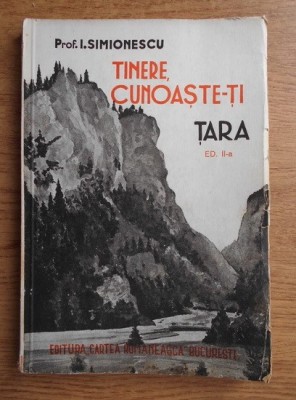 Prof. I. SIMIONESCU
TINERE,
CUNOAȘTE-ȚI
ȚARA
ED. II-a
EDITURA CARTEA ROMÂNEASCĂ BUCUREȘTI